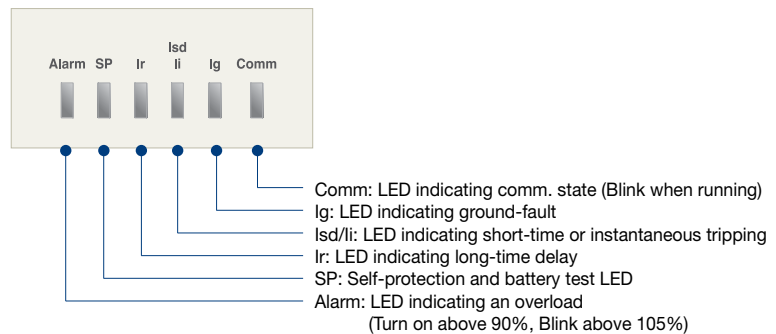 Isd
Alarm SP Ir Ii Ig Comm
Comm: LED indicating comm. state (Blink when running)
Ig: LED indicating ground-fault
Isd/Ii: LED indicating short-time or instantaneous tripping
Ir: LED indicating long-time delay
SP: Self-protection and battery test LED
Alarm: LED indicating an overload
(Turn on above 90%, Blink above 105%)